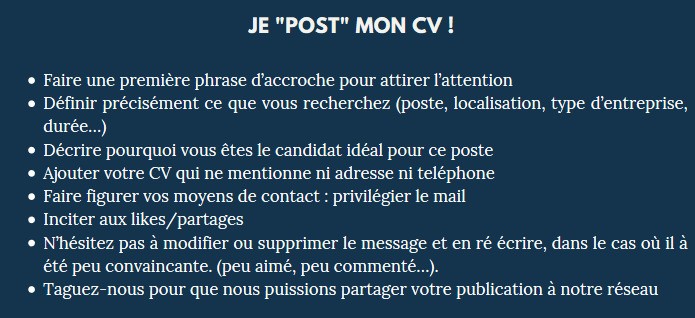 JE "POST" MON CV !
• Faire une première phrase d'accroche pour attirer l'attention
• Définir précisément ce que vous recherchez (poste, localisation, type d'entreprise,
durée...)
• Décrire pourquoi vous êtes le candidat idéal pour ce poste
• Ajouter votre CV qui ne mentionne ni adresse ni teléphone
• Faire figurer vos moyens de contact : privilégier le mail
• Inciter aux likes/partages
• N'hésitez pas à modifier ou supprimer le message et en ré écrire, dans le cas où il à
été peu convaincante. (peu aimé, peu commenté...).
• Taguez-nous pour que nous puissions partager votre publication à notre réseau